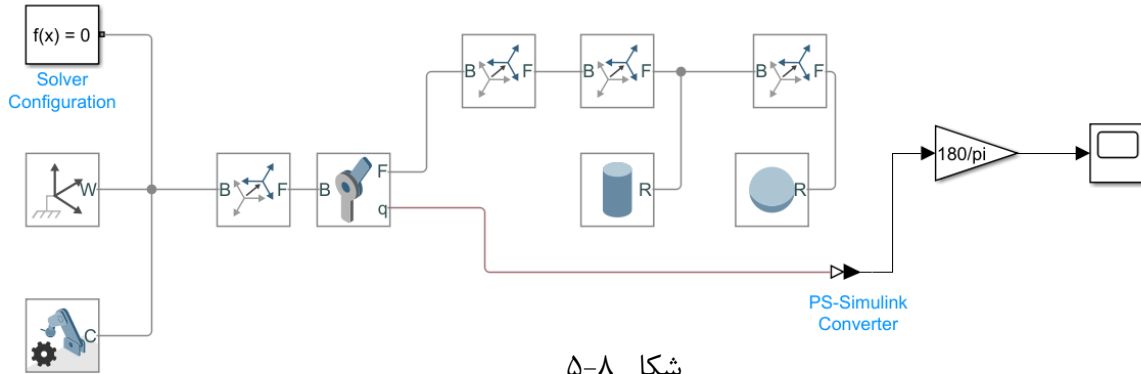 f(x) = 0
Solver
Configuration
W
C
B F
B F q
B F
B F
B F
R
R
180/pi
PS-Simulink
Converter
شکل ۸-۵